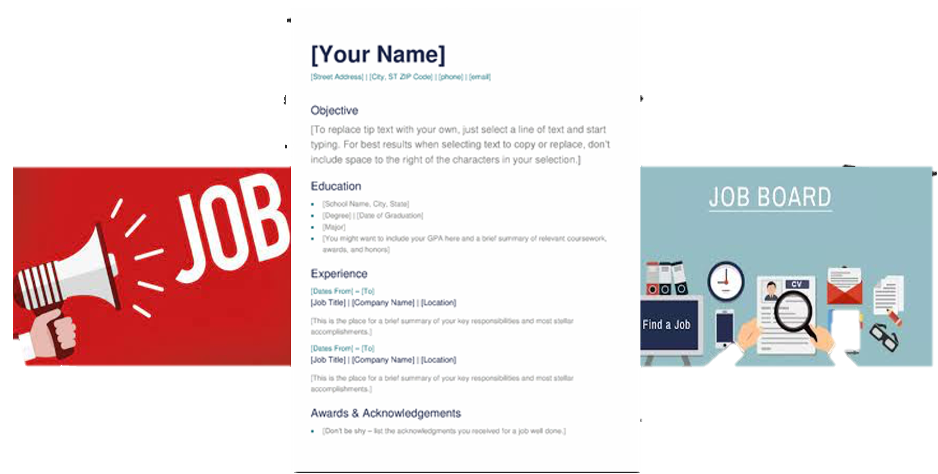 [Your Name]
[Street Address] | [City, ST ZIP Code] | [phone] | [email]
Objective
[To replace tip text with your own, just select a line of text and start
typing. For best results when selecting text to copy or replace, don't
include space to the right of the characters in your selection.]
Education
[School Name, City, State]
[Degree] | [Date of Graduation]
[Major]
[You might want to include your GPA here and a brief summary of relevant coursework,
awards, and honors]
Experience
[Dates From] – [To]
[Job Title] | [Company Name] | [Location]
[This is the place for a brief summary of your key responsibilities and most stellar
accomplishments.]
[Dates From] – [To]
[Job Title] | [Company Name] | [Location]
[This is the place for a brief summary of your key responsibilities and most stellar
accomplishments.]
Awards & Acknowledgements
[Don't be shy – list the acknowledgments you received for a job well done.]
JOB
JOB BOARD
CV
Find a Job